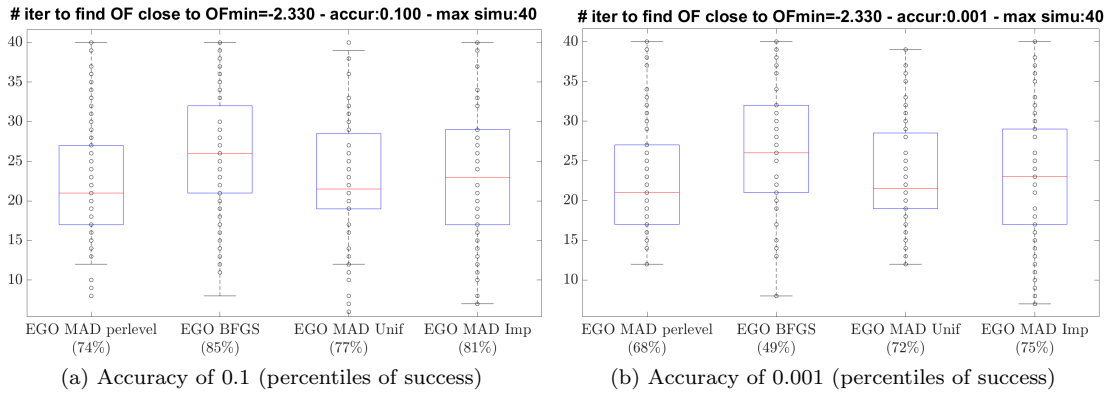 # iter to find OF close to OFmin=-2.330 - accur:0.100 - max simu:40
40
35
30
25
20
15
10
EGO MAD perlevel EGO BFGS EGO MAD Unif EGO MAD Imp
(74%) (85%) (77%) (81%)
(a) Accuracy of 0.1 (percentiles of success)
# iter to find OF close to OFmin=-2.330 - accur:0.001 - max simu:40
40
35
30
25
20
15
10
EGO MAD perlevel EGO BFGS EGO MAD Unif EGO MAD Imp
(68%) (49%) (72%) (75%)
(b) Accuracy of 0.001 (percentiles of success)